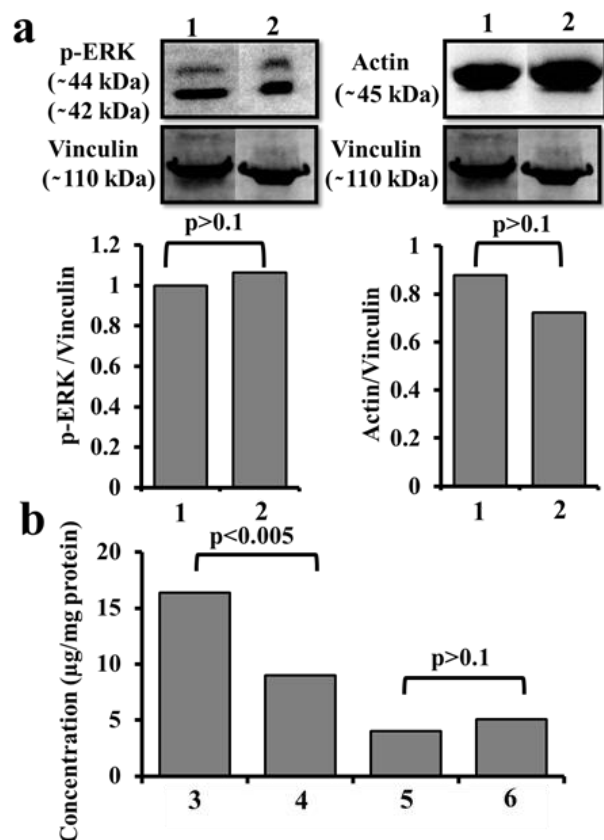 a
1 2
p-ERK
(~44 kDa)
(~42 kDa)
Vinculin
(~110 kDa)
1 2
Actin
(~45 kDa)
Vinculin
(~110 kDa)
p>0.1
1.2
1
0.8
0.6
0.4
0.2
0
p-ERK /Vinculin
1 2
p>0.1
1
0.8
0.6
0.4
0.2
0
Actin/Vinculin
1 2
b
p<0.005
p>0.1
20
15
10
5
0
Concentration (µg/mg protein)
3 4 5 6